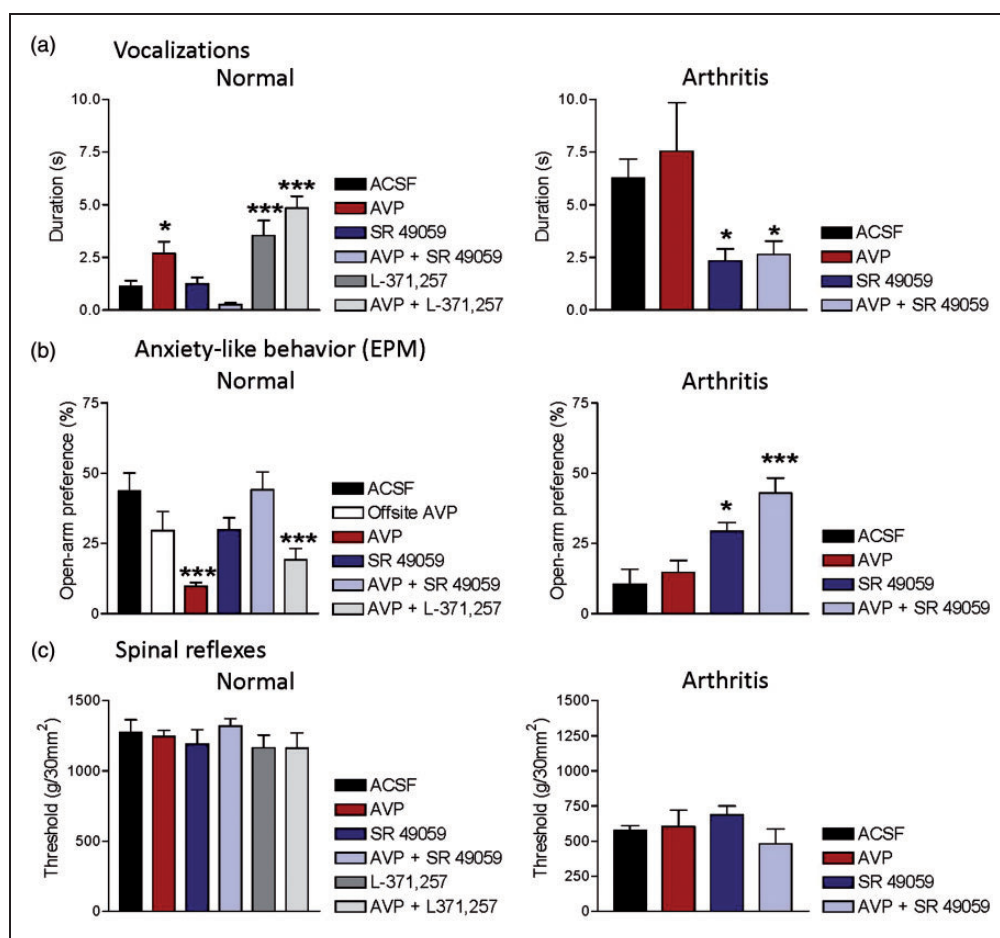 (a) Vocalizations
Normal
10.0
7.5
5.0
2.5
0.0
Duration (s)
*
***
***
ACSF
AVP
SR 49059
AVP + SR 49059
L-371,257
AVP + L-371,257
Arthritis
10.0
7.5
5.0
2.5
0.0
Duration (s)
*
*
ACSF
AVP
SR 49059
AVP + SR 49059
(b) Anxiety-like behavior (EPM)
Normal
75
50
25
0
Open-arm preference (%)
***
***
ACSF
Offsite AVP
AVP
SR 49059
AVP + SR 49059
AVP + L-371,257
Arthritis
75
50
25
0
Open-arm preference (%)
*
***
ACSF
AVP
SR 49059
AVP + SR 49059
(c) Spinal reflexes
Normal
1500
1000
500
0
Threshold (g/30mm²)
ACSF
AVP
SR 49059
AVP + SR 49059
L-371,257
AVP + L371,257
Arthritis
1500
1250
1000
750
500
250
0
Threshold (g/30mm²)
ACSF
AVP
SR 49059
AVP + SR 49059